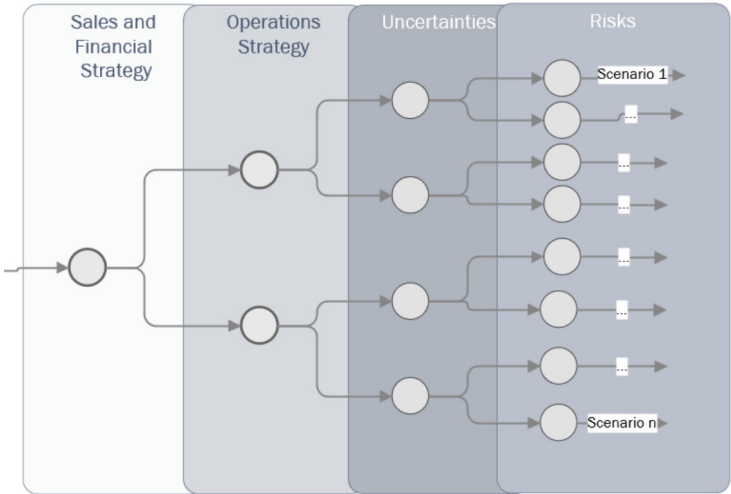 Sales and
Financial
Strategy
Operations
Strategy
Uncertainties
Risks
Scenario 1
...
...
...
...
...
...
Scenario n